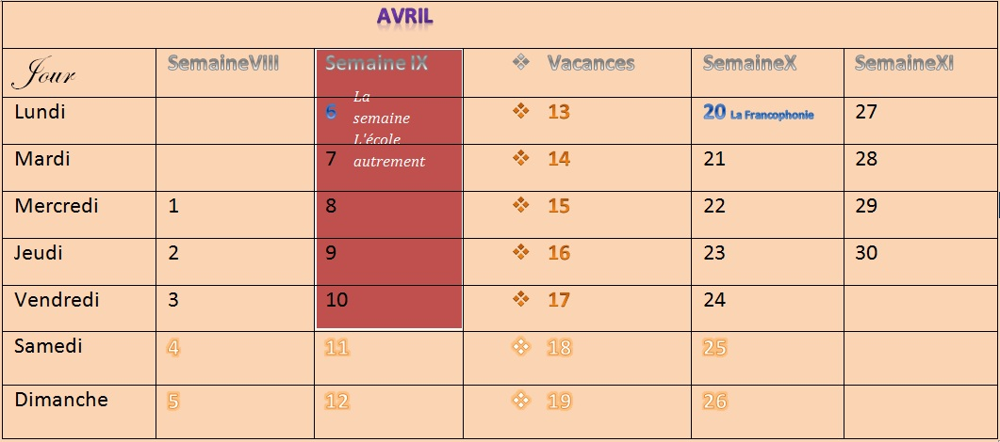 AVRIL
Jour SemaineVIII Semaine IX ❖ Vacances SemaineX SemaineXI
Lundi 6 La semaine L'école autrement ❖ 13 20 La Francophonie 27
Mardi 7 ❖ 14 21 28
Mercredi 1 8 ❖ 15 22 29
Jeudi 2 9 ❖ 16 23 30
Vendredi 3 10 ❖ 17 24
Samedi 4 11 ❖ 18 25
Dimanche 5 12 ❖ 19 26